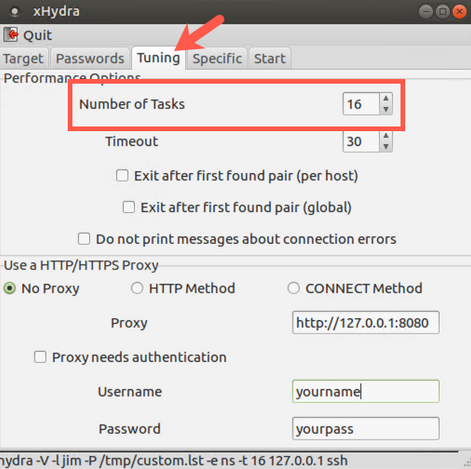 xHydra
Quit
Target Passwords Tuning Specific Start
Performance Options
Number of Tasks 16
Timeout 30
Exit after first found pair (per host)
Exit after first found pair (global)
Do not print messages about connection errors
Use a HTTP/HTTPS Proxy
No Proxy HTTP Method CONNECT Method
Proxy http://127.0.0.1:8080
Proxy needs authentication
Username yourname
Password yourpass
hydra -V -l jim -P /tmp/custom.lst -e ns -t 16 127.0.0.1 ssh